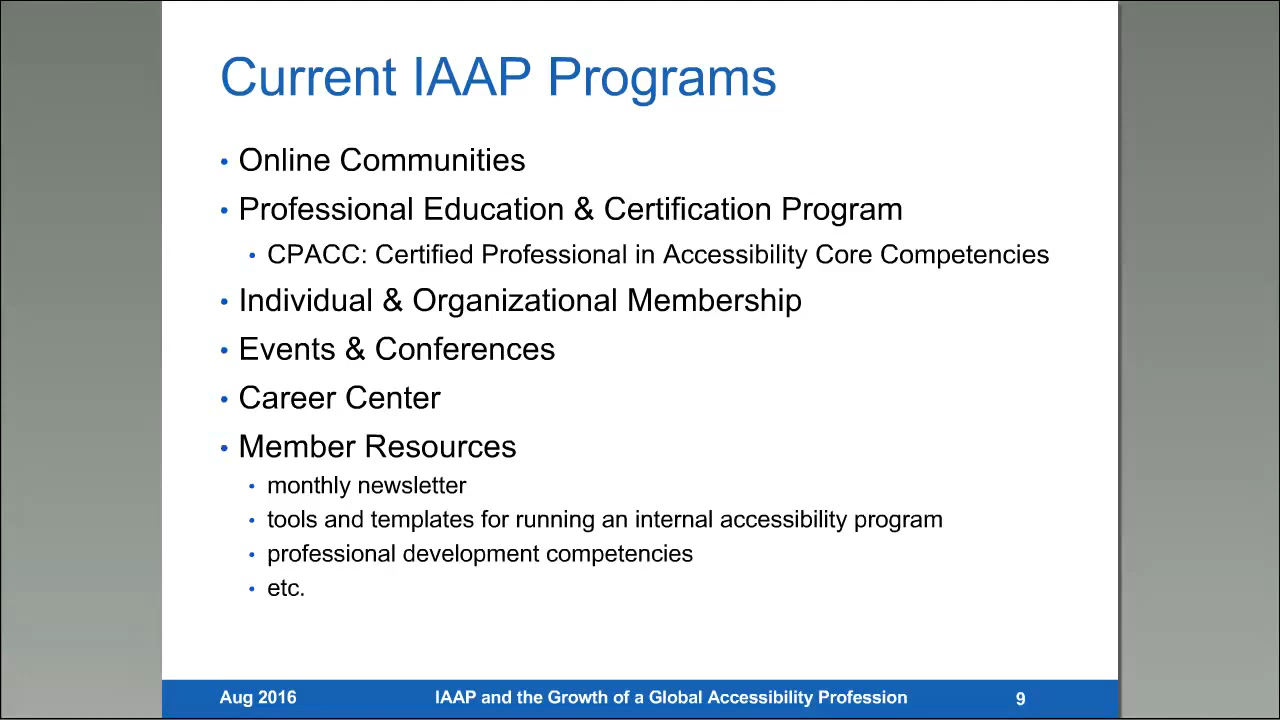 Current IAAP Programs
• Online Communities
• Professional Education & Certification Program
• CPACC: Certified Professional in Accessibility Core Competencies
• Individual & Organizational Membership
• Events & Conferences
• Career Center
• Member Resources
• monthly newsletter
• tools and templates for running an internal accessibility program
• professional development competencies
• etc.
Aug 2016 IAAP and the Growth of a Global Accessibility Profession 9